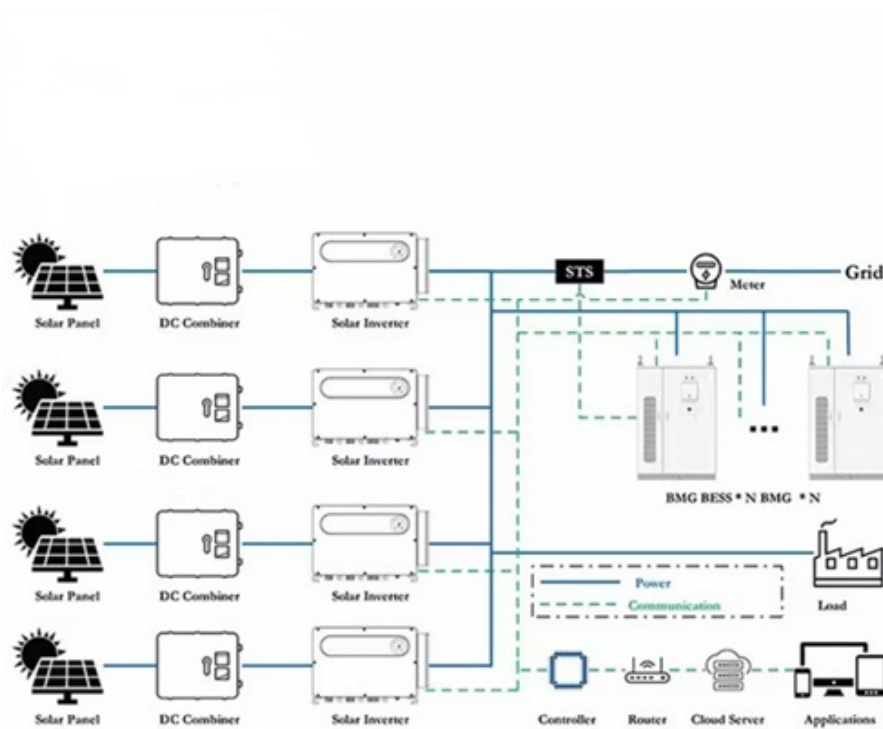 STS
Meter
Grid
Solar Panel
DC Combiner
Solar Inverter
Solar Panel
DC Combiner
Solar Inverter
BMG BESS * N BMG * N
Solar Panel
DC Combiner
Solar Inverter
Power
Communication
Load
Solar Panel
DC Combiner
Solar Inverter
Controller
Router
Cloud Server
Applications